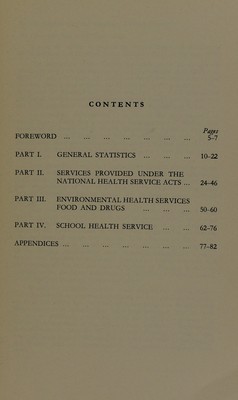 CONTENTS
Pages
FOREWORD ... ... ... ... ... ... ... 5-7
PART I. GENERAL STATISTICS ... ... ... 10-22
PART II. SERVICES PROVIDED UNDER THE
NATIONAL HEALTH SERVICE ACTS ... 24-46
PART III. ENVIRONMENTAL HEALTH SERVICES
FOOD AND DRUGS ... ... 50-60
PART IV. SCHOOL HEALTH SERVICE ... ... 62-76
APPENDICES ... ... ... ... ... ... ... 77-82